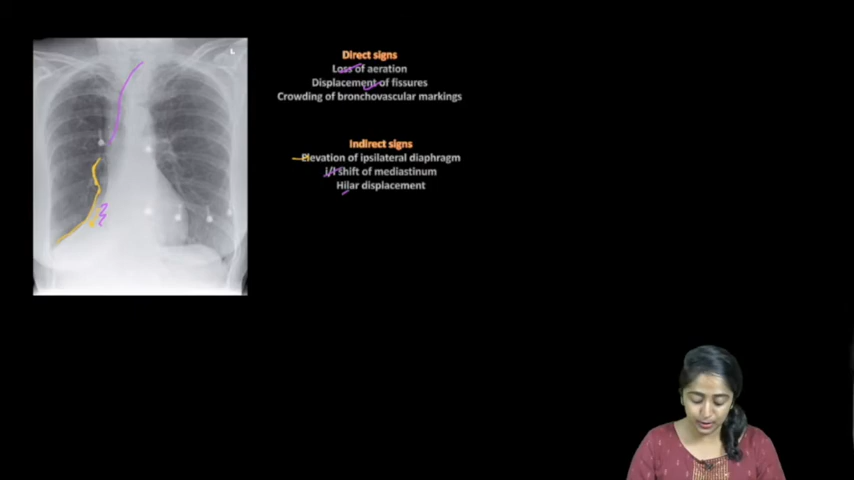 L
Direct signs
Loss of aeration
Displacement of fissures
Crowding of bronchovascular markings
Indirect signs
Elevation of ipsilateral diaphragm
i/l shift of mediastinum
Hilar displacement